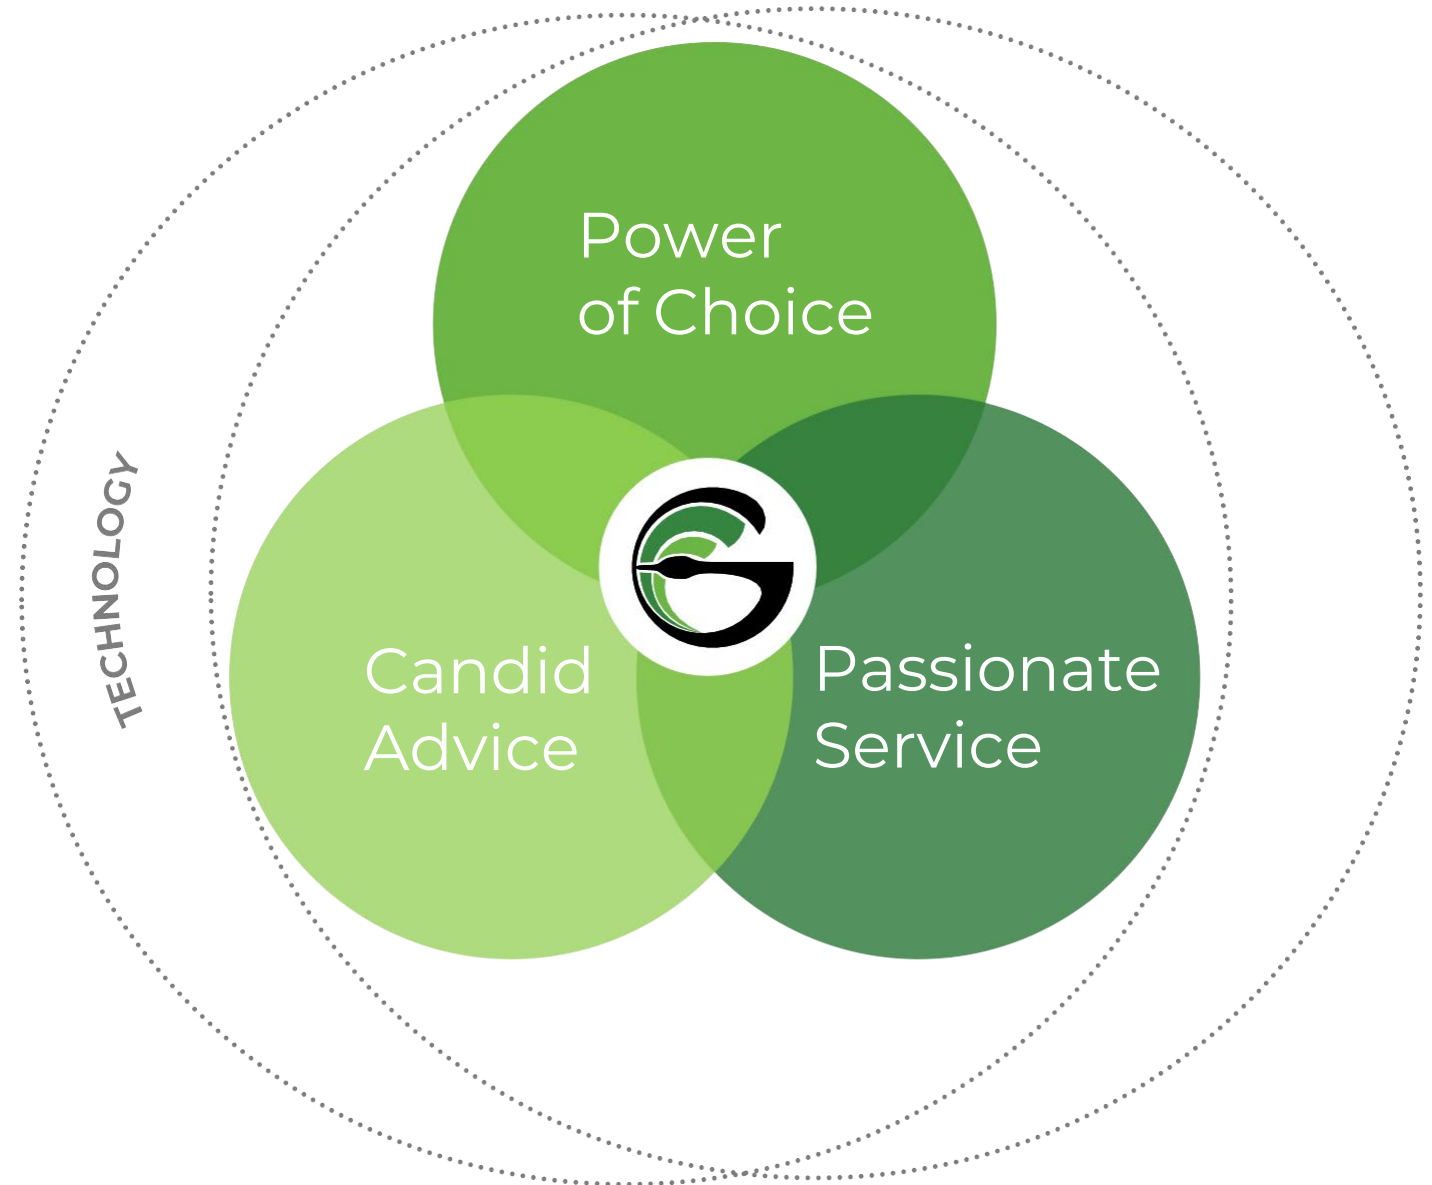 Power
of Choice
TECHNOLOGY
Candid
Advice
Passionate
Service